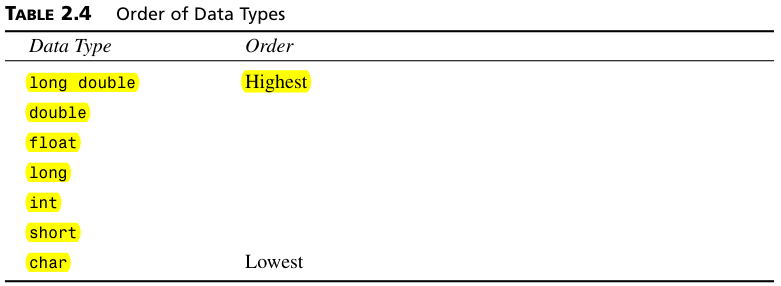 TABLE 2.4 Order of Data Types
Data Type Order
long double Highest
double
float
long
int
short
char Lowest